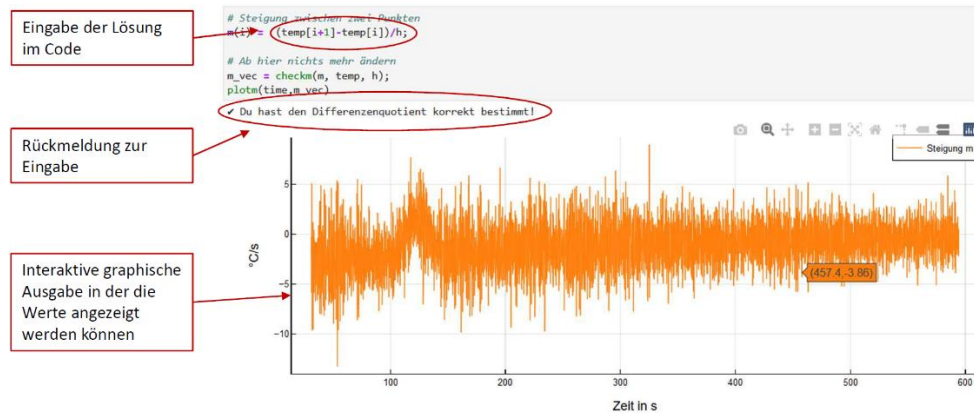 Eingabe der Lösung
im Code
# Steigung zwischen zwei Punkten
m(i) = (temp[i+1]-temp[i])/h;
# Ab hier nichts mehr ändern
m_vec = checkm(m, temp, h);
plotm(time,m_vec)
✔ Du hast den Differenzenquotient korrekt bestimmt!
Rückmeldung zur
Eingabe
Steigung m
Interaktive graphische
Ausgabe in der die
Werte angezeigt
werden können
°C/s
5
0
−5
−10
(457.4,-3.86)
100
200
300
400
500
600
Zeit in s